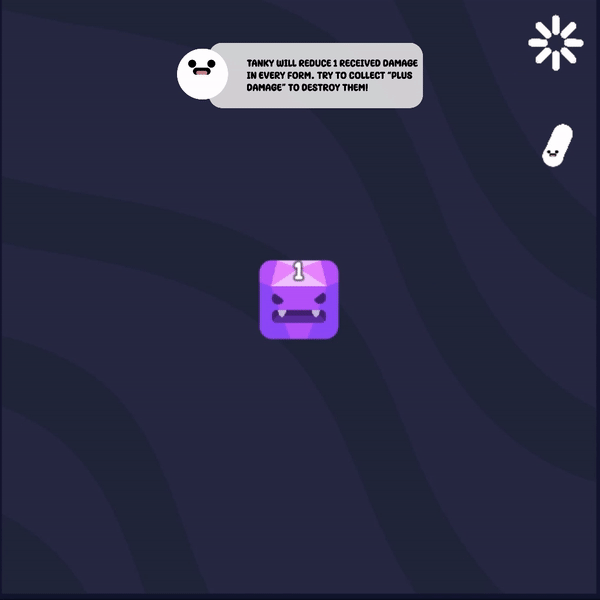 TANKY WILL REDUCE 1 RECEIVED DAMAGE
IN EVERY FORM. TRY TO COLLECT "PLUS
DAMAGE" TO DESTROY THEM!
1